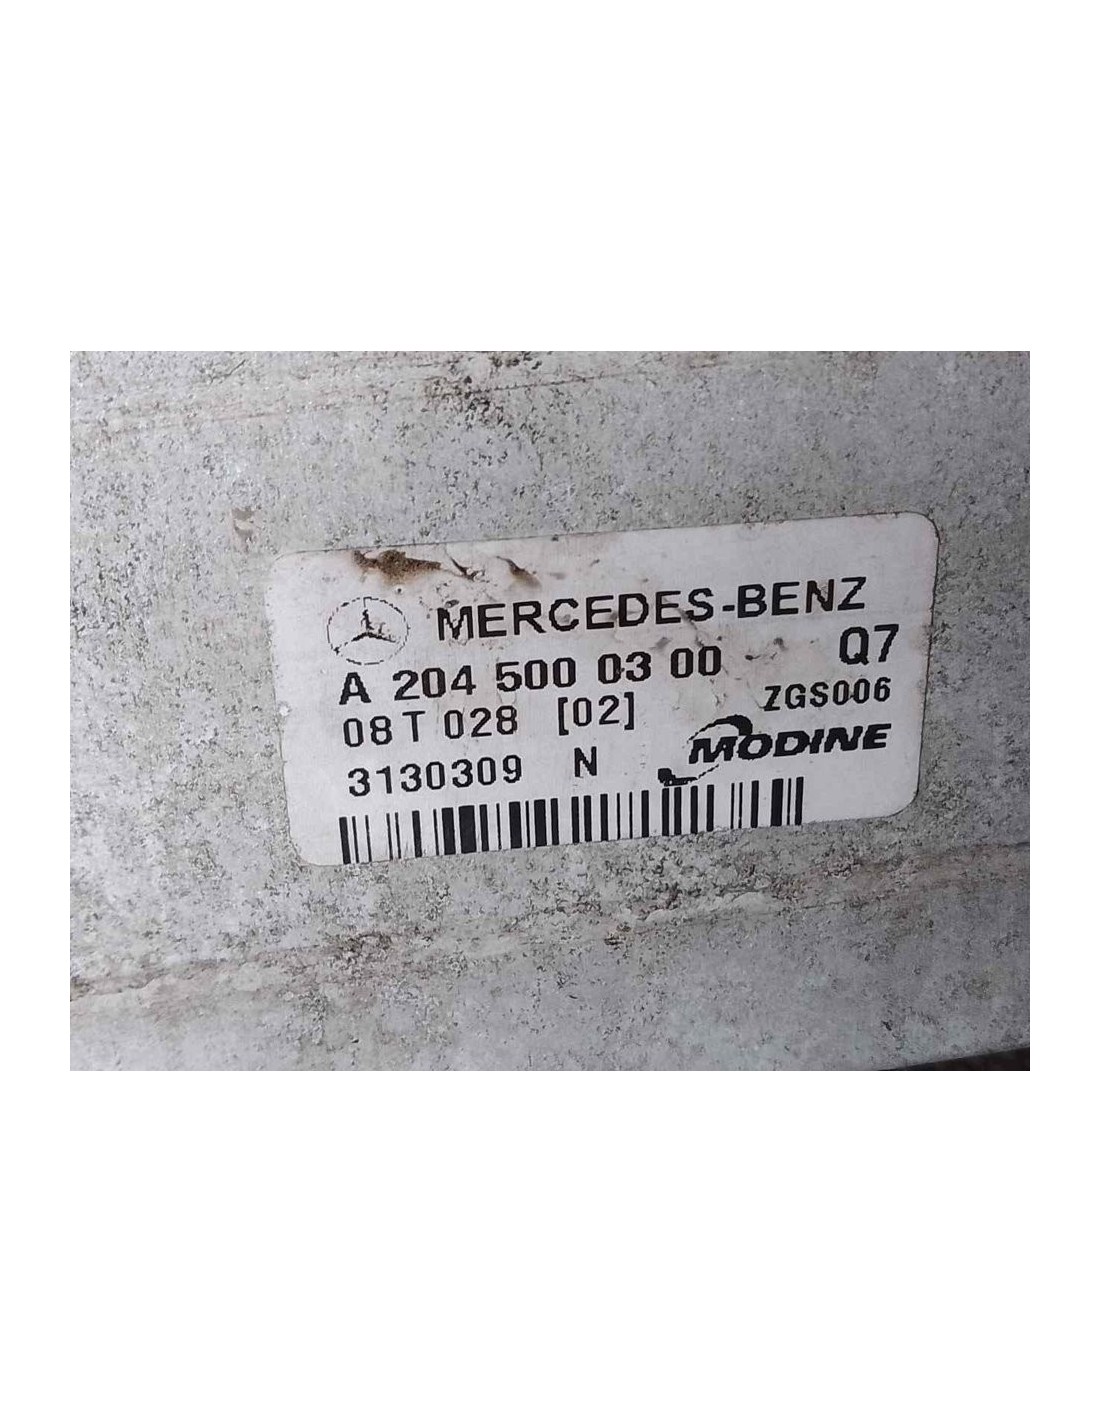 MERCEDES-BENZ
A 204 500 03 00 Q7
08 T 028 [02] ZGS006
3130309 N MODINE